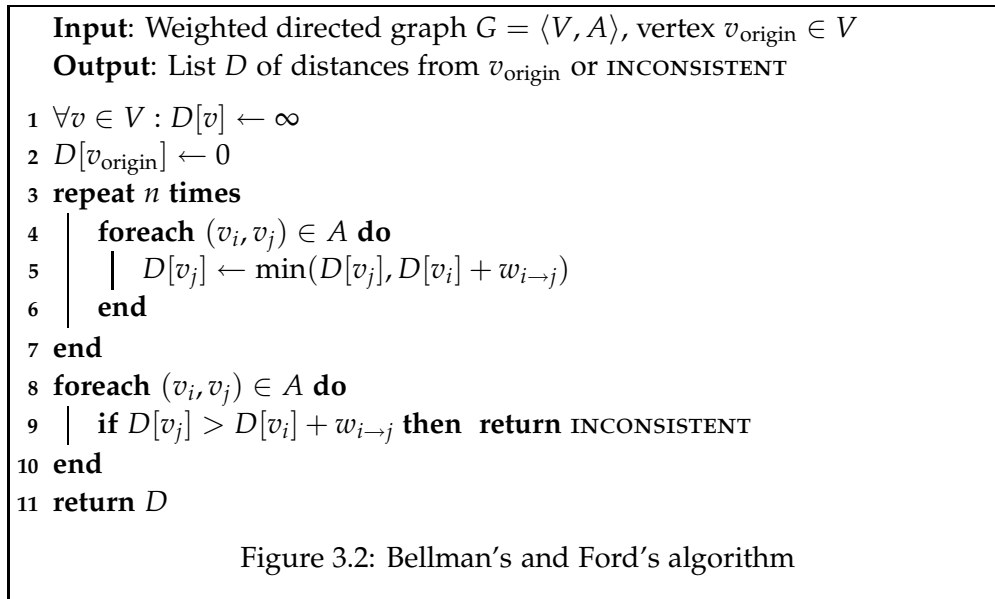 Input: Weighted directed graph G = ⟨V, A⟩, vertex v_origin ∈ V
Output: List D of distances from v_origin or INCONSISTENT
1 ∀v ∈ V : D[v] ← ∞
2 D[v_origin] ← 0
3 repeat n times
4 foreach (v_i, v_j) ∈ A do
5 D[v_j] ← min(D[v_j], D[v_i] + w_{i→j})
6 end
7 end
8 foreach (v_i, v_j) ∈ A do
9 if D[v_j] > D[v_i] + w_{i→j} then return INCONSISTENT
10 end
11 return D
Figure 3.2: Bellman's and Ford's algorithm